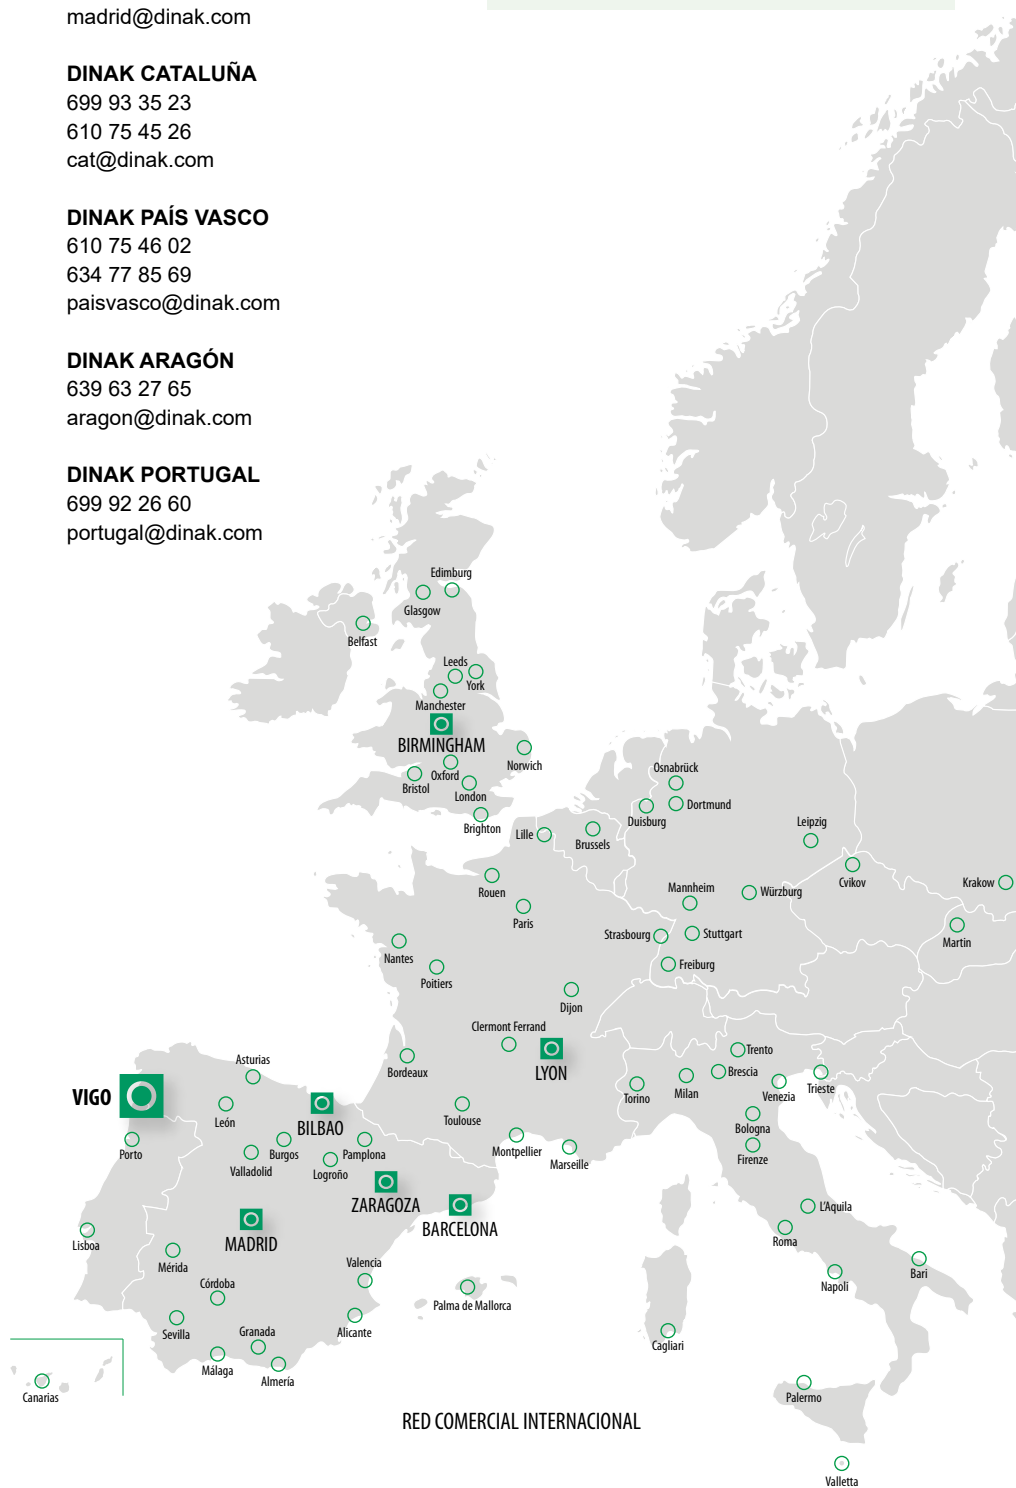 madrid@dinak.com
DINAK CATALUÑA
699 93 35 23
610 75 45 26
cat@dinak.com
DINAK PAÍS VASCO
610 75 46 02
634 77 85 69
paisvasco@dinak.com
DINAK ARAGÓN
639 63 27 65
aragon@dinak.com
DINAK PORTUGAL
699 92 26 60
portugal@dinak.com
Edimburg
Glasgow
Belfast
Leeds
York
Manchester
BIRMINGHAM
Norwich
Oxford
Bristol
London
Brighton
Osnabrück
Dortmund
Duisburg
Leipzig
Lille
Brussels
Cvikov
Krakow
Rouen
Mannheim
Würzburg
Paris
Strasbourg
Stuttgart
Martin
Nantes
Freiburg
Poitiers
Dijon
Clermont Ferrand
LYON
Bordeaux
Trento
Brescia
Torino
Milan
Venezia
Trieste
Asturias
VIGO
León
BILBAO
Toulouse
Bologna
Porto
Valladolid
Burgos
Logroño
Pamplona
Montpellier
Marseille
Firenze
ZARAGOZA
BARCELONA
L'Aquila
MADRID
Lisboa
Roma
Mérida
Valencia
Bari
Córdoba
Napoli
Palma de Mallorca
Sevilla
Granada
Alicante
Cagliari
Málaga
Almería
Canarias
Palermo
RED COMERCIAL INTERNACIONAL
Valletta